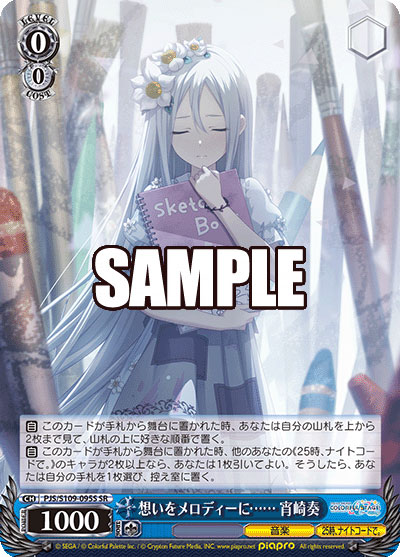 LEVEL
0
0
COST
Sketch
Bo
SAMPLE
このカードが手札から舞台に置かれた時、あなたは自分の山札を上から
2枚まで見て、山札の上に好きな順番で置く。
このカードが手札から舞台に置かれた時、他のあなたの《25時、ナイトコー
ドで。》のキャラが2枚以上なら、あなたは1枚引いてよい。そうしたら、あな
たは自分の手札を1枚選び、控え室に置く。
CH PJS/S109-095S SR
POWER 1000
想いをメロディーに…… 宵崎奏
COLORFUL STAGE!
音楽
25時、ナイトコードで。
© SEGA / © Colorful Palette Inc. / © Crypton Future Media, INC. www.piapro.net piapro All rights reserved.